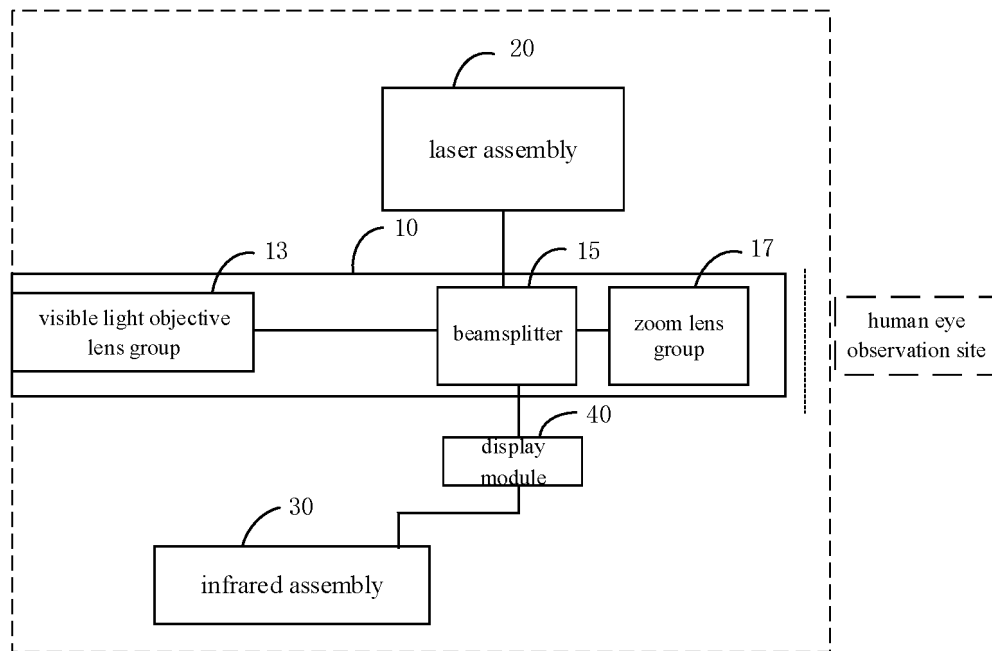 20
laser assembly
10
13
15
17
visible light objective
lens group
beamsplitter
zoom lens
group
human eye
observation site
40
display
module
30
infrared assembly